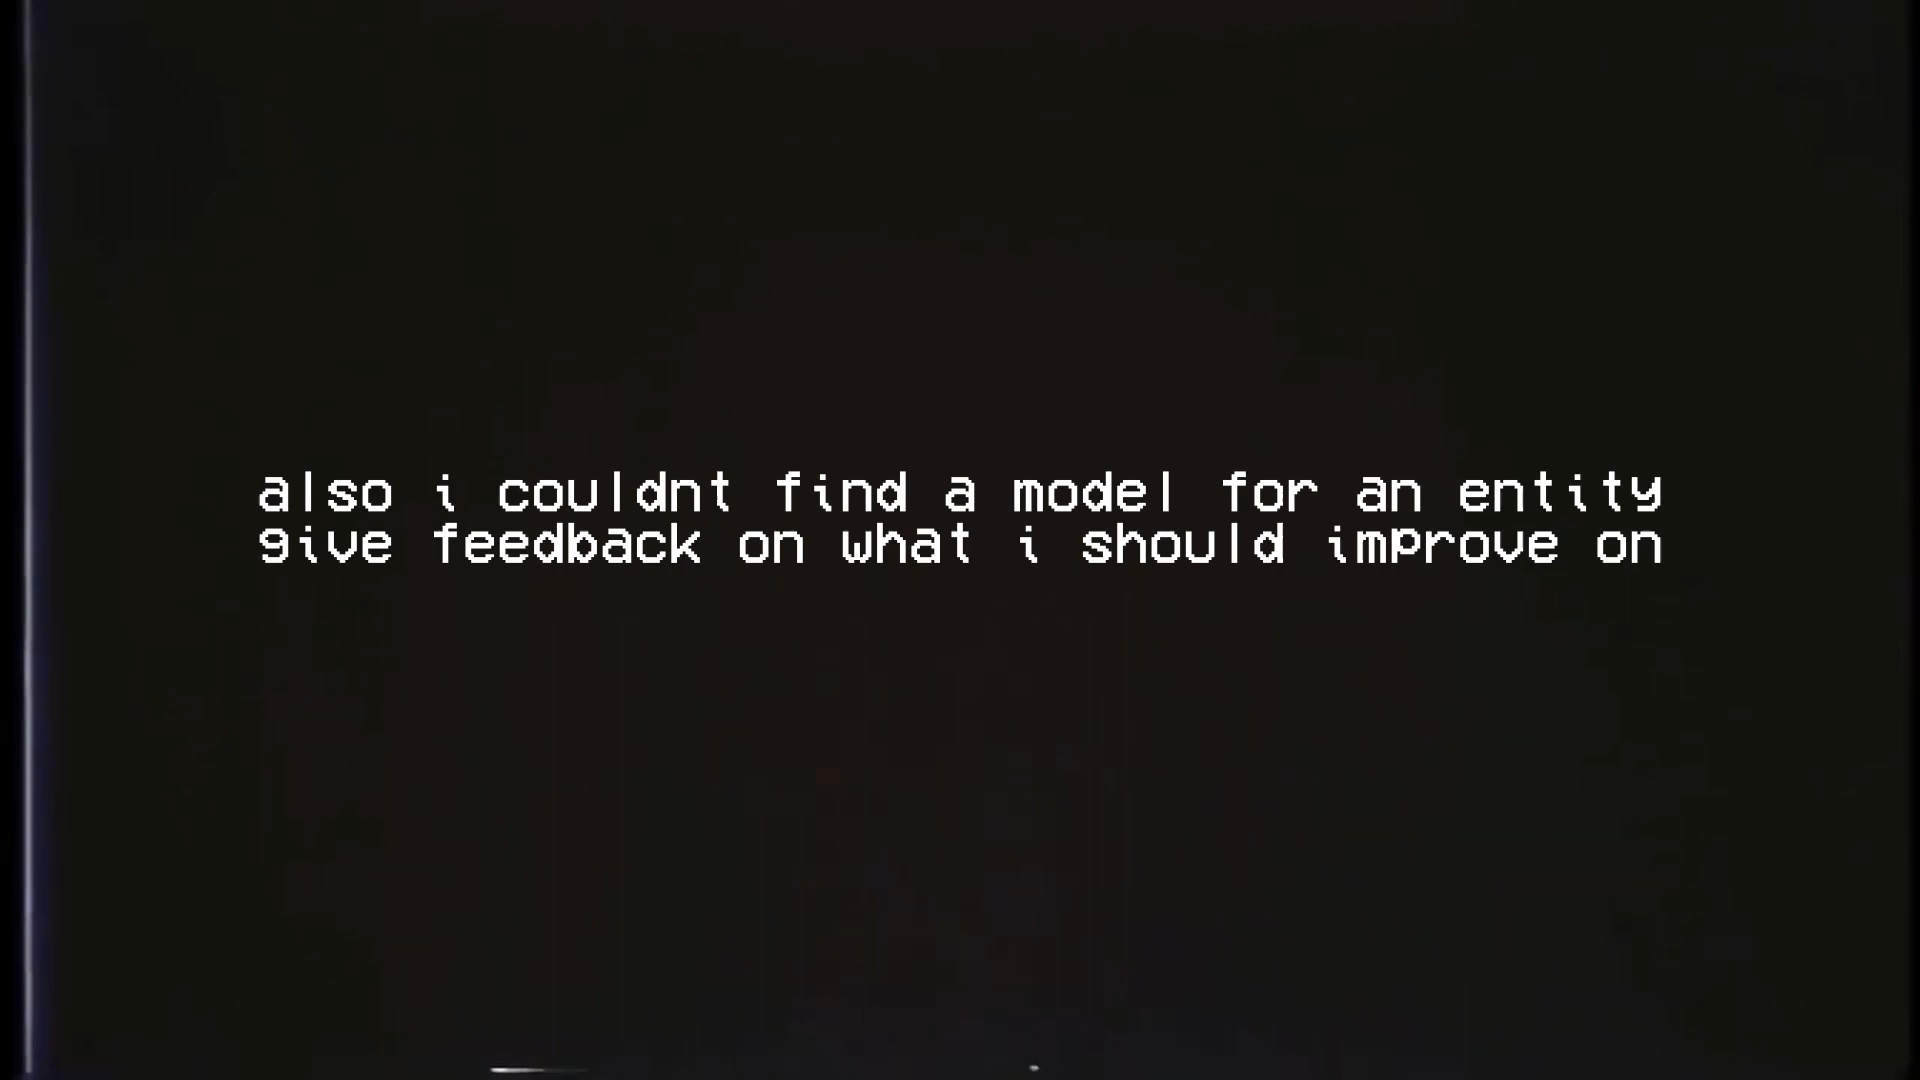 also i couldnt find a model for an entity
give feedback on what i should improve on